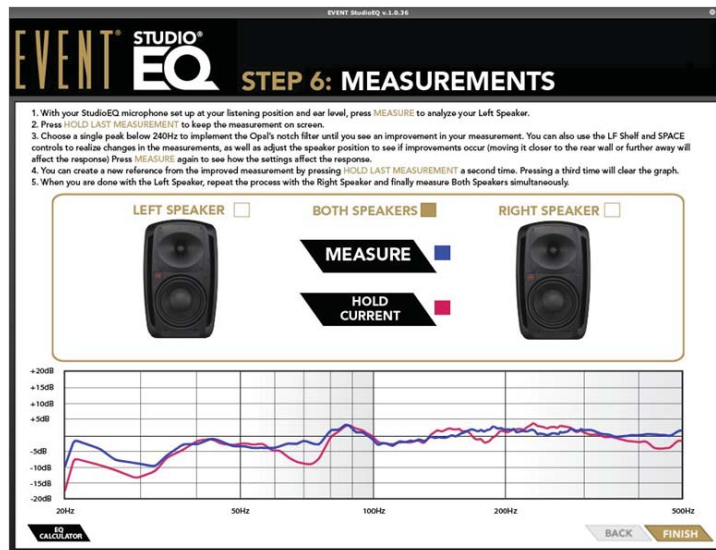 EVENT StudioEQ v.1.0.36
EVENT® STUDIO® EQ
STEP 6: MEASUREMENTS
1. With your StudioEQ microphone set up at your listening position and ear level, press MEASURE to analyze your Left Speaker.
2. Press HOLD LAST MEASUREMENT to keep the measurement on screen.
3. Choose a single peak below 240Hz to implement the Opal's notch filter until you see an improvement in your measurement. You can also use the LF Shelf and SPACE
controls to realize changes in the measurements, as well as adjust the speaker position to see if improvements occur (moving it closer to the rear wall or further away will
affect the response) Press MEASURE again to see how the settings affect the response.
4. You can create a new reference from the improved measurement by pressing HOLD LAST MEASUREMENT a second time. Pressing a third time will clear the graph.
5. When you are done with the Left Speaker, repeat the process with the Right Speaker and finally measure Both Speakers simultaneously.
LEFT SPEAKER
BOTH SPEAKERS
RIGHT SPEAKER
MEASURE
HOLD
CURRENT
+20dB
+15dB
+10dB
+5dB
-5dB
-10dB
-15dB
-20dB
20Hz
50Hz
100Hz
200Hz
500Hz
EQ
CALCULATOR
BACK
FINISH